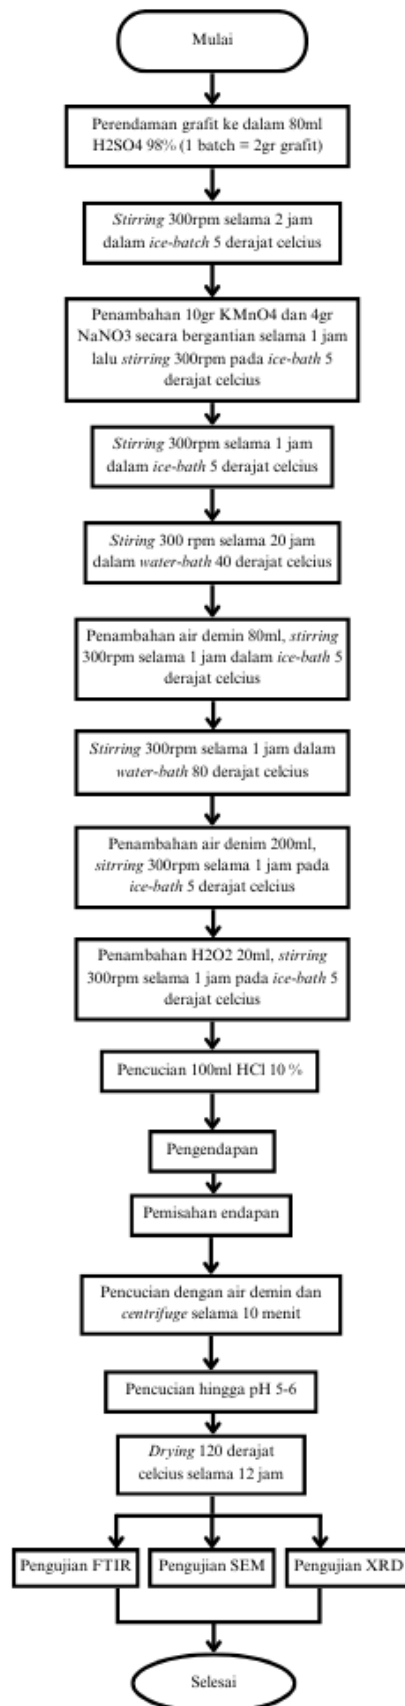 Mulai
Perendaman grafit ke dalam 80ml
H2SO4 98% (1 batch = 2gr grafit)
Stirring 300rpm selama 2 jam
dalam ice-batch 5 derajat celcius
Penambahan 10gr KMnO4 dan 4gr
NaNO3 secara bergantian selama 1 jam
lalu stirring 300rpm pada ice-bath 5
derajat celcius
Stirring 300rpm selama 1 jam
dalam ice-bath 5 derajat celcius
Stiring 300 rpm selama 20 jam
dalam water-bath 40 derajat celcius
Penambahan air demin 80ml, stirring
300rpm selama 1 jam dalam ice-bath 5
derajat celcius
Stirring 300rpm selama 1 jam dalam
water-bath 80 derajat celcius
Penambahan air denim 200ml,
sitrring 300rpm selama 1 jam pada
ice-bath 5 derajat celcius
Penambahan H2O2 20ml, stirring
300rpm selama 1 jam pada ice-bath 5
derajat celcius
Pencucian 100ml HCl 10 %
Pengendapan
Pemisahan endapan
Pencucian dengan air demin dan
centrifuge selama 10 menit
Pencucian hingga pH 5-6
Drying 120 derajat
celcius selama 12 jam
Pengujian FTIR
Pengujian SEM
Pengujian XRD
Selesai